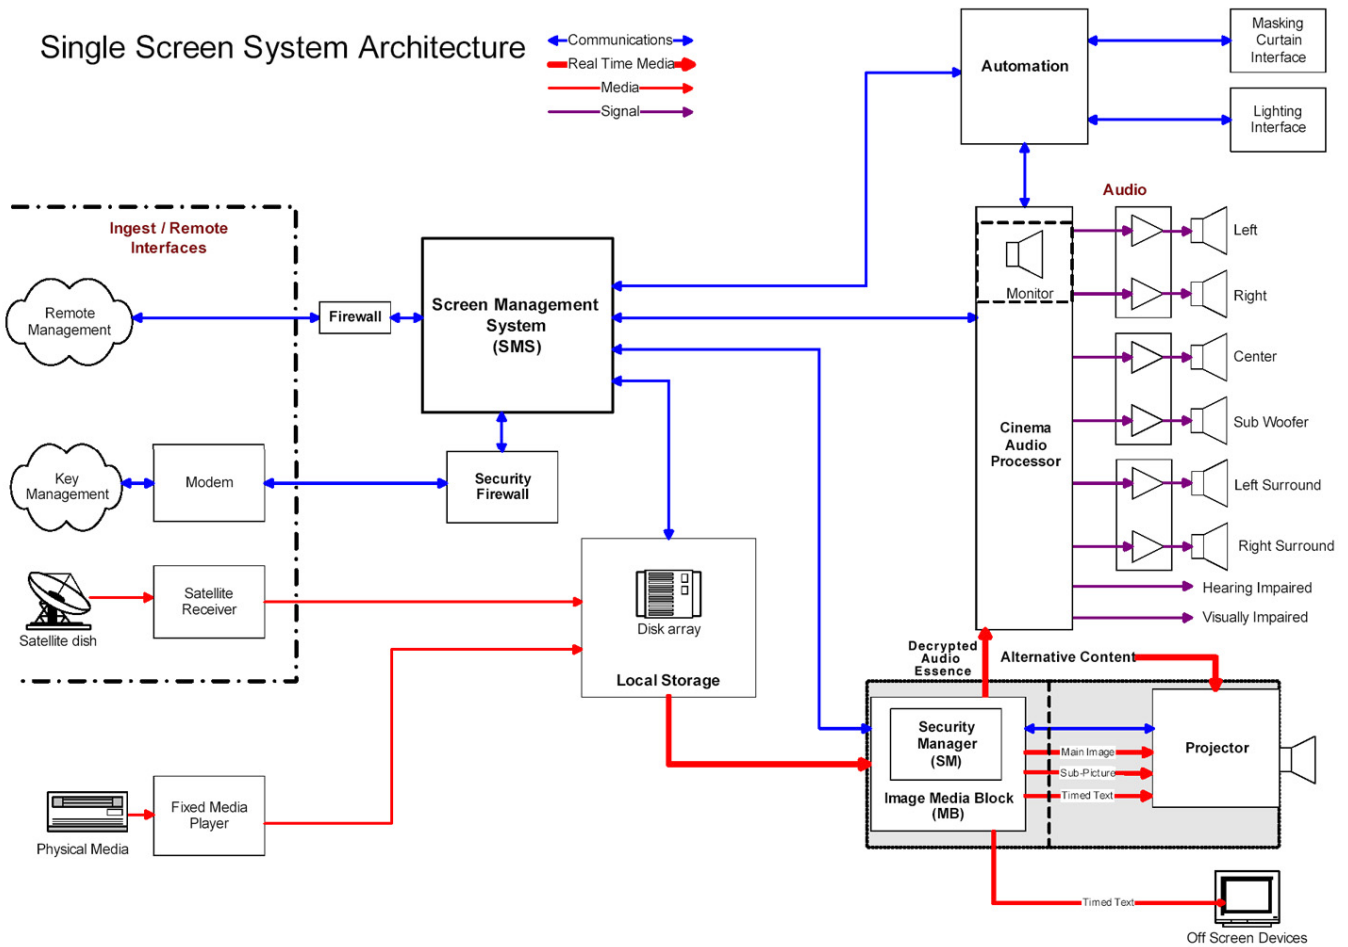 Single Screen System Architecture
Communications
Real Time Media
Media
Signal
Automation
Masking
Curtain
Interface
Lighting
Interface
Ingest / Remote
Interfaces
Remote
Management
Firewall
Screen Management
System
(SMS)
Key
Management
Modem
Security
Firewall
Satellite dish
Satellite
Receiver
Disk array
Local Storage
Physical Media
Fixed Media
Player
Audio
Monitor
Cinema
Audio
Processor
Left
Right
Center
Sub Woofer
Left Surround
Right Surround
Hearing Impaired
Visually Impaired
Decrypted
Audio
Essence
Alternative Content
Security
Manager
(SM)
Image Media Block
(MB)
Main Image
Sub-Picture
Timed Text
Projector
Timed Text
Off Screen Devices